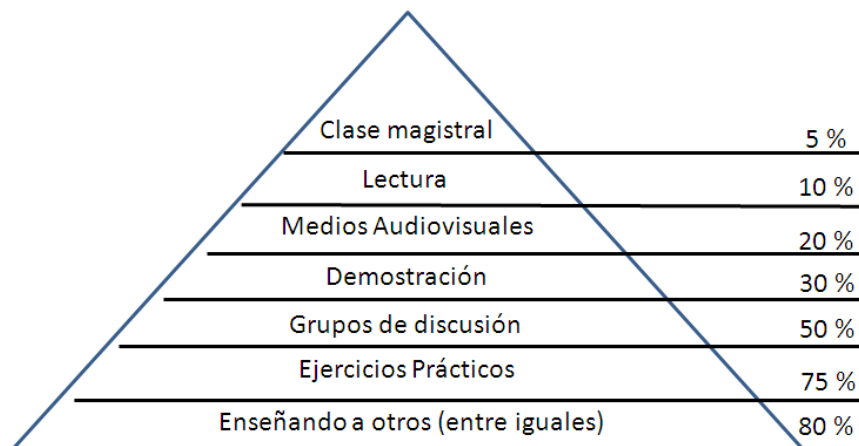 Clase magistral 5 %
Lectura 10 %
Medios Audiovisuales 20 %
Demostración 30 %
Grupos de discusión 50 %
Ejercicios Prácticos 75 %
Enseñando a otros (entre iguales) 80 %